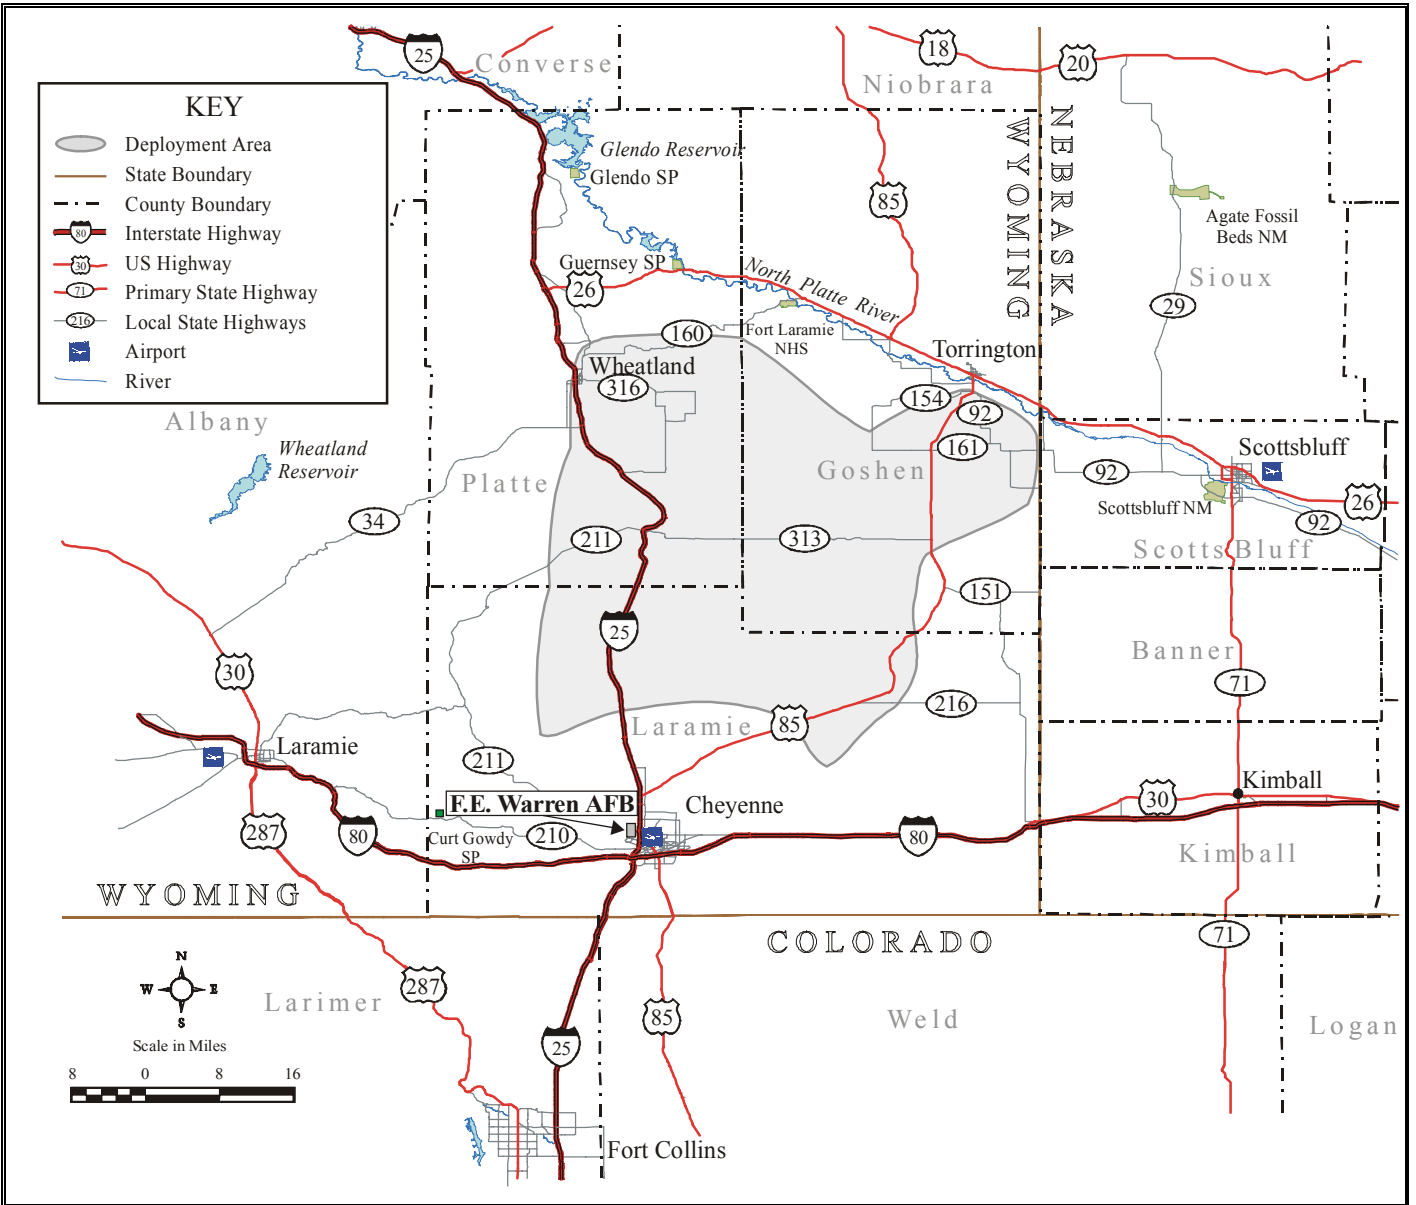 25
Converse
18
20
Niobrara
KEY
Deployment Area
State Boundary
County Boundary
80
Interstate Highway
30
US Highway
71
Primary State Highway
216
Local State Highways
Airport
River
Glendo Reservoir
Glendo SP
WYOMING
NEBRASKA
85
Agate Fossil
Beds NM
Sioux
Guernsey SP
26
North Platte River
29
160
Fort Laramie
NHS
Torrington
Wheatland
316
154
92
Albany
Wheatland
Reservoir
Platte
Goshen
161
92
Scottsbluff
Scottsbluff NM
26
34
211
313
92
Scotts Bluff
151
25
Banner
30
71
216
Laramie
85
Laramie
211
Kimball
30
F.E. Warren AFB
Cheyenne
287
80
Curt Gowdy
SP
210
80
Kimball
WYOMING
COLORADO
71
N
W
E
S
Scale in Miles
8
0
8
16
287
Larimer
85
Weld
Logan
25
Fort Collins